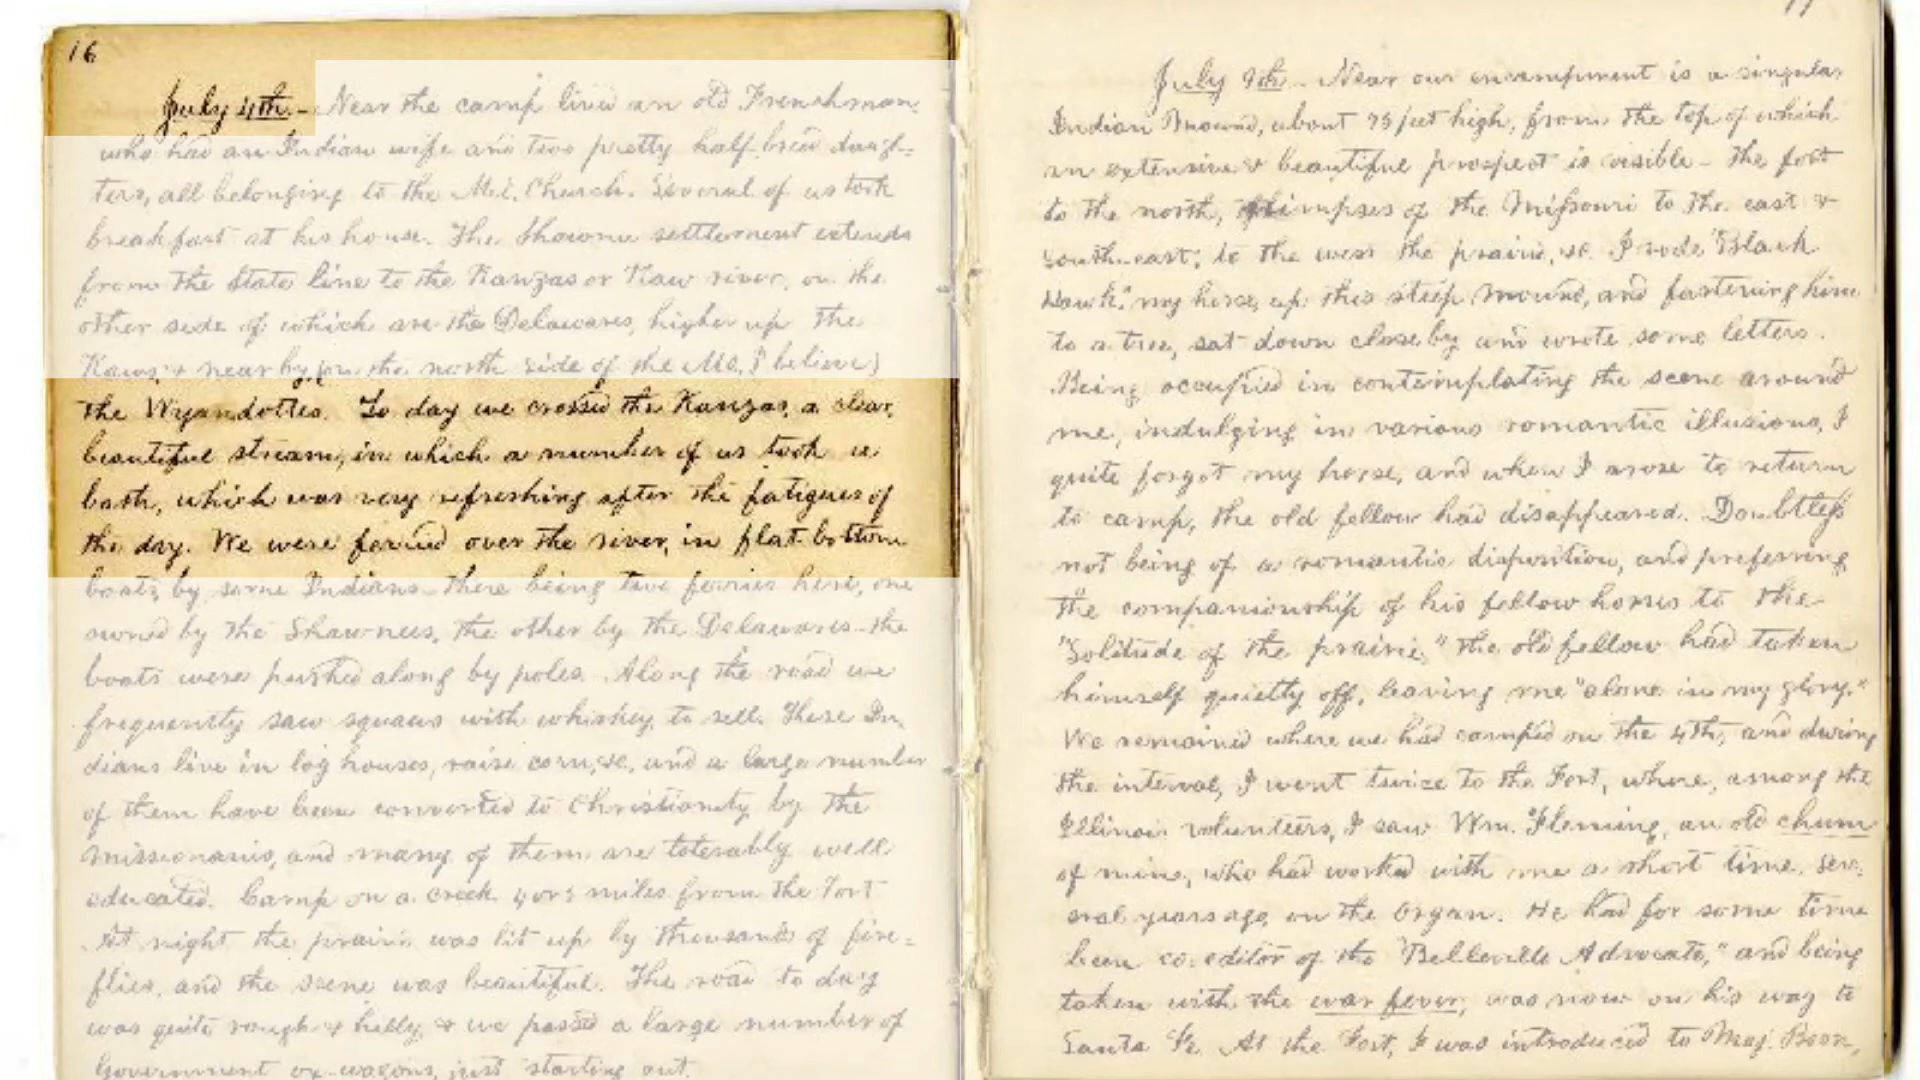 16
July 4th. - Near the camp lived an old Frenchman
who had an Indian wife and two pretty half-breed daugh=
ters, all belonging to the Met. Church. Several of us took
breakfast at his house. The Shawnee settlement extends
from the State line to the Kanzas or Kaw river, on the
other side of which are the Delawares, higher up the
Kaws, & near by (on the north side of the Mo, I believe)
the Wyandottes. To day we crossed the Kanzas, a clear,
beautiful stream, in which a number of us took a
bath, which was very refreshing after the fatigues of
the day. We were ferried over the river, in flat-bottom
boats, by some Indians - there being two ferries here, one
owned by the Shawnees, the other by the Delawares - the
boats were pushed along by poles. Along the road we
frequently saw squaws with whiskey to sell. These In-
dians live in log houses, raise corn, &c. and a large number
of them have been converted to Christianity by the
missionaries, and many of them are tolerably well
educated. Camp on a creek 4 or 5 miles from the Fort
At night the prairie was lit up by thousands of fire=
flies, and the scene was beautiful. The road to day
was quite rough & hilly, & we passed a large number of
Government ox-wagons, just starting out.
July 9th - Near our encampment is a singular
Indian Mound, about 75 feet high, from the top of which
an extensive & beautiful prospect is visible - the fort
to the north, glimpses of the Missouri to the east &
south-east, to the west the prairie, &c. I rode "Black
Hawk," my horse, up this steep mound, and fastening him
to a tree, sat down close by and wrote some letters.
Being occupied in contemplating the scene around
me, indulging in various romantic illusions, I
quite forgot my horse, and when I arose to return
to camp, the old fellow had disappeared. Doubtless
not being of a romantic disposition, and preferring
the companionship of his fellow horses to the
"Solitude of the prairie," the old fellow had taken
himself quietly off, leaving me "alone in my glory."
We remained where we had camped on the 4th, and during
the interval, I went twice to the Fort, where, among the
Illinois volunteers, I saw Wm. Fleming, an old chum
of mine, who had worked with me a short time, sev-
eral years ago, on the Organ. He had for some time
been co-editor of the "Belleville Advocate," and being
taken with the war fever, was now on his way to
Santa Fe. At the Fort, I was introduced to Maj. Boon,